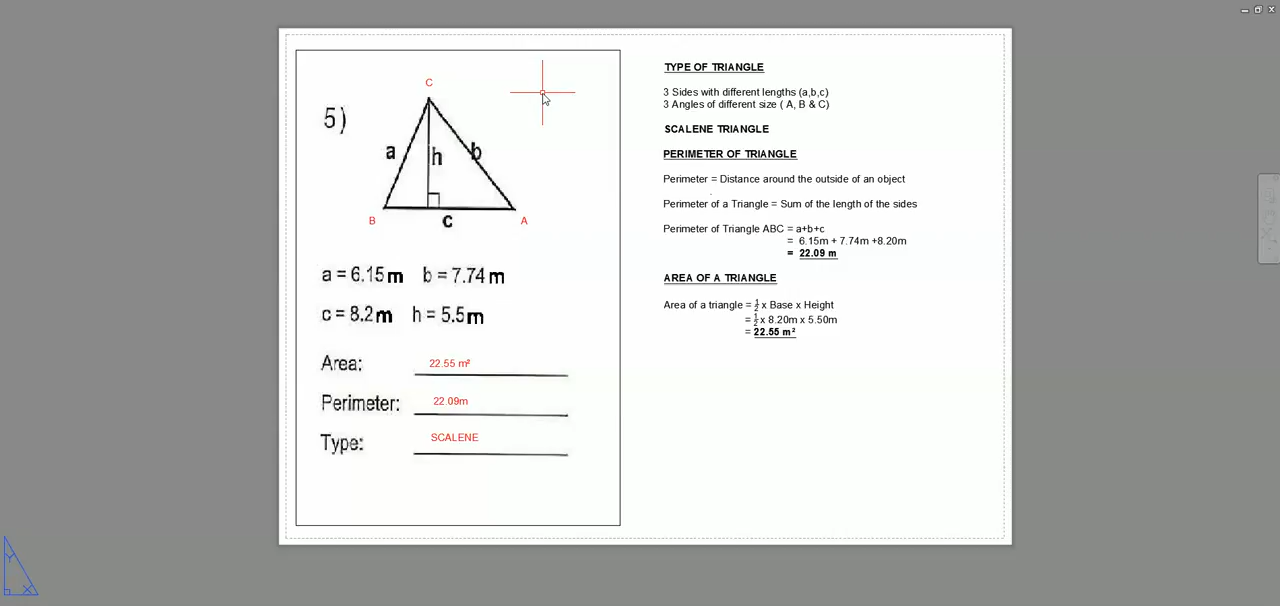 C
5)
a
h
b
B
c
A
a = 6.15m b = 7.74m
c = 8.2m h = 5.5m
Area: 22.55 m²
Perimeter: 22.09m
Type: SCALENE
TYPE OF TRIANGLE
3 Sides with different lengths (a,b,c)
3 Angles of different size ( A, B & C)
SCALENE TRIANGLE
PERIMETER OF TRIANGLE
Perimeter = Distance around the outside of an object
Perimeter of a Triangle = Sum of the length of the sides
Perimeter of Triangle ABC = a+b+c
= 6.15m + 7.74m +8.20m
= 22.09 m
AREA OF A TRIANGLE
Area of a triangle = ½ x Base x Height
= ½ x 8.20m x 5.50m
= 22.55 m²
Y
X